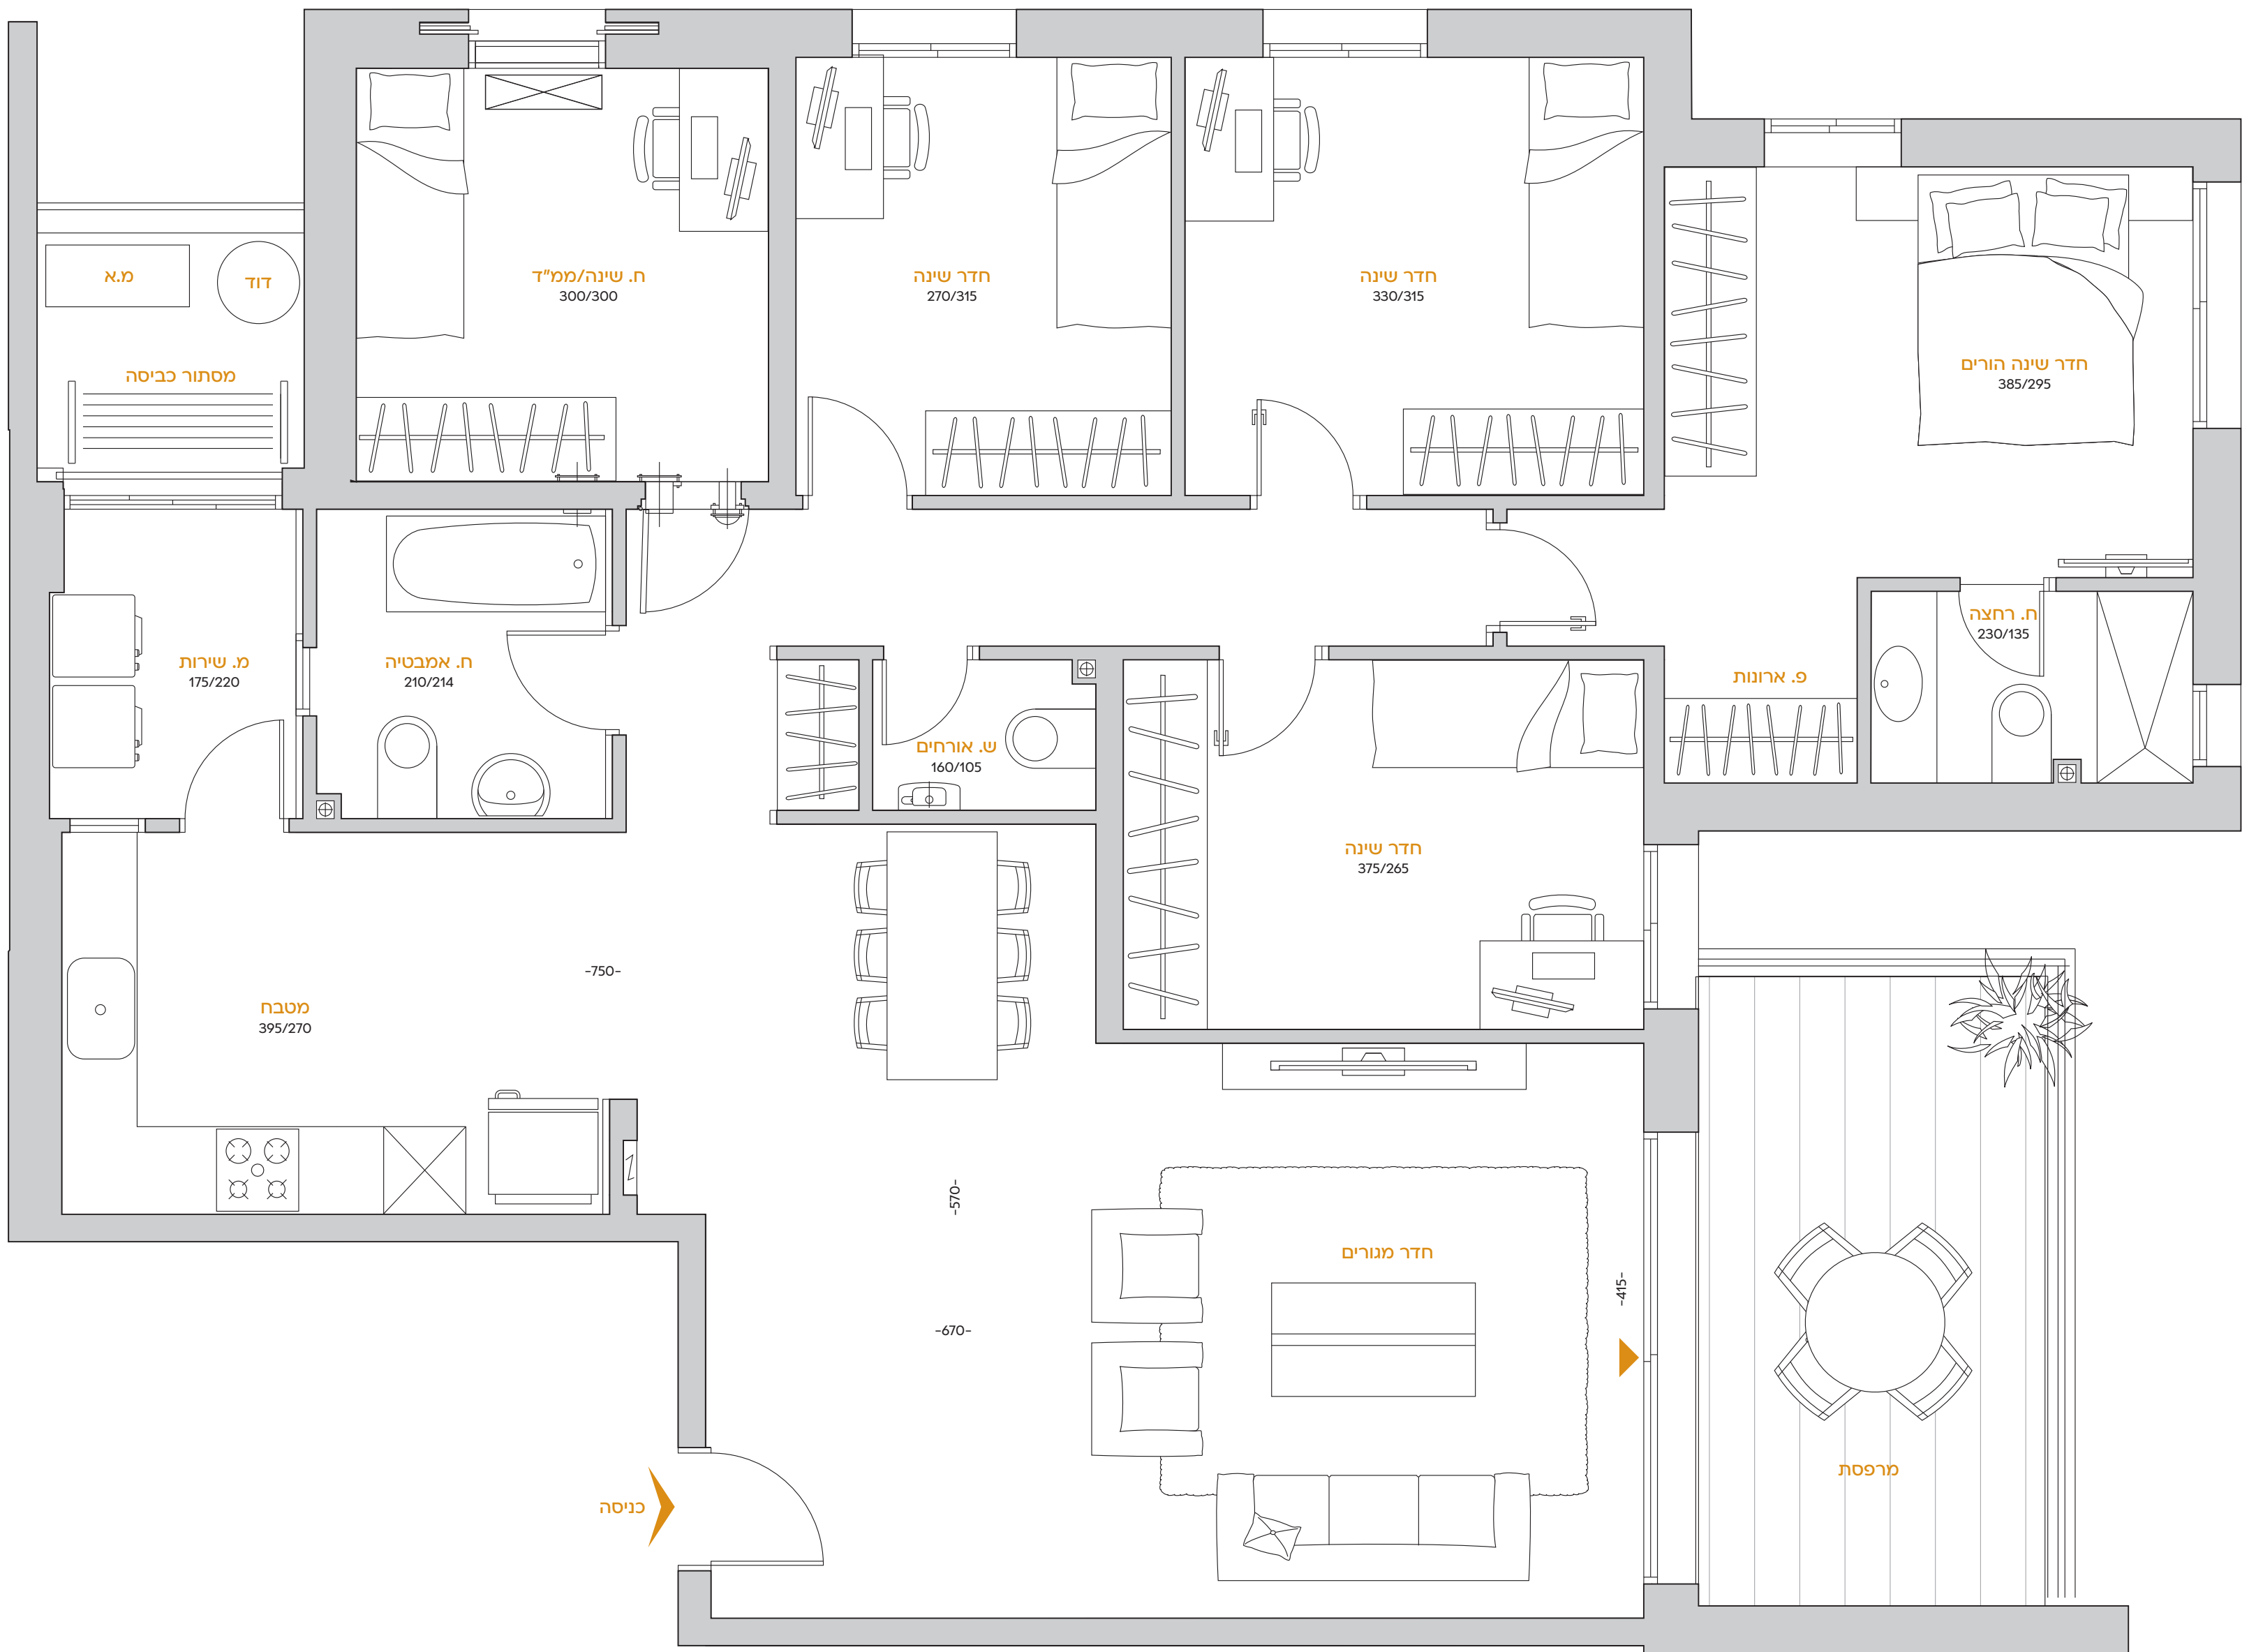 ח. שינה/ממ"ד
300/300
חדר שינה
270/315
חדר שינה
330/315
חדר שינה הורים
385/295
מ.א
דוד
מסתור כביסה
מ. שירות
175/220
ח. אמבטיה
210/214
ש. אורחים
160/105
חדר שינה
375/265
פ. ארונות
ח. רחצה
230/135
מטבח
395/270
-750-
-570-
-670-
חדר מגורים
-415-
מרפסת
כניסה